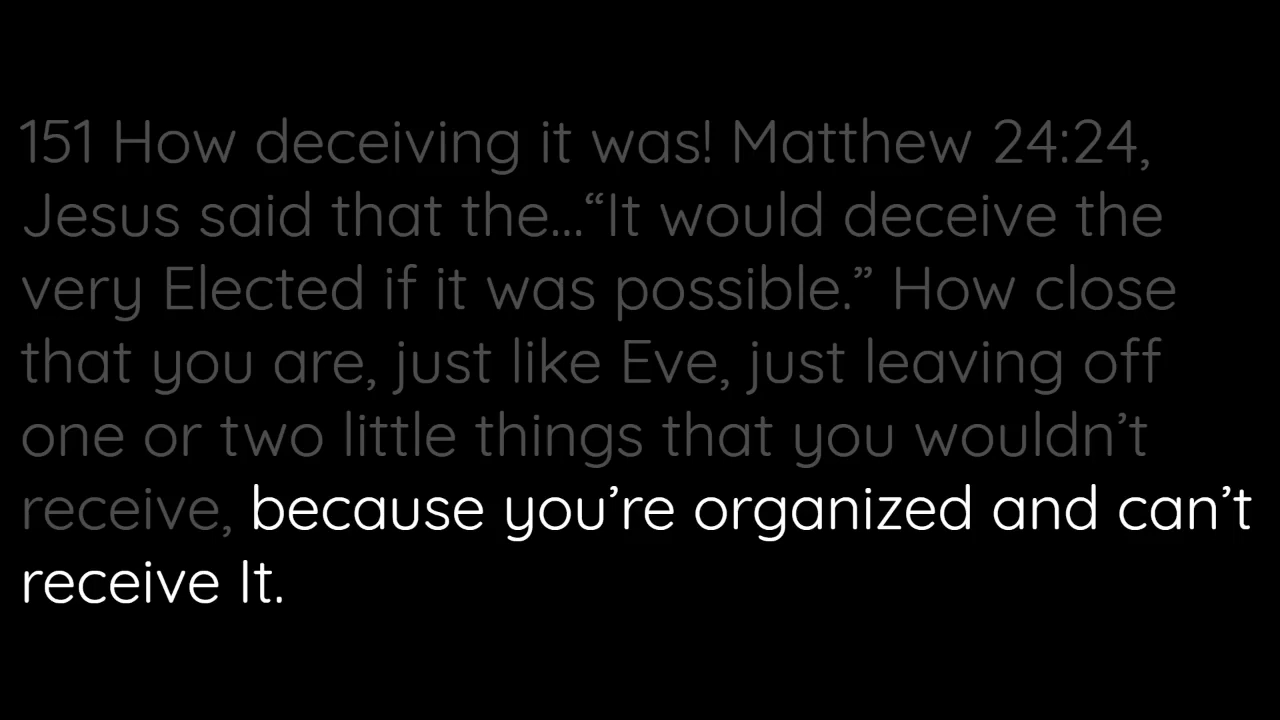 151 How deceiving it was! Matthew 24:24,
Jesus said that the...“It would deceive the
very Elected if it was possible.” How close
that you are, just like Eve, just leaving off
one or two little things that you wouldn’t
receive, because you’re organized and can’t
receive It.